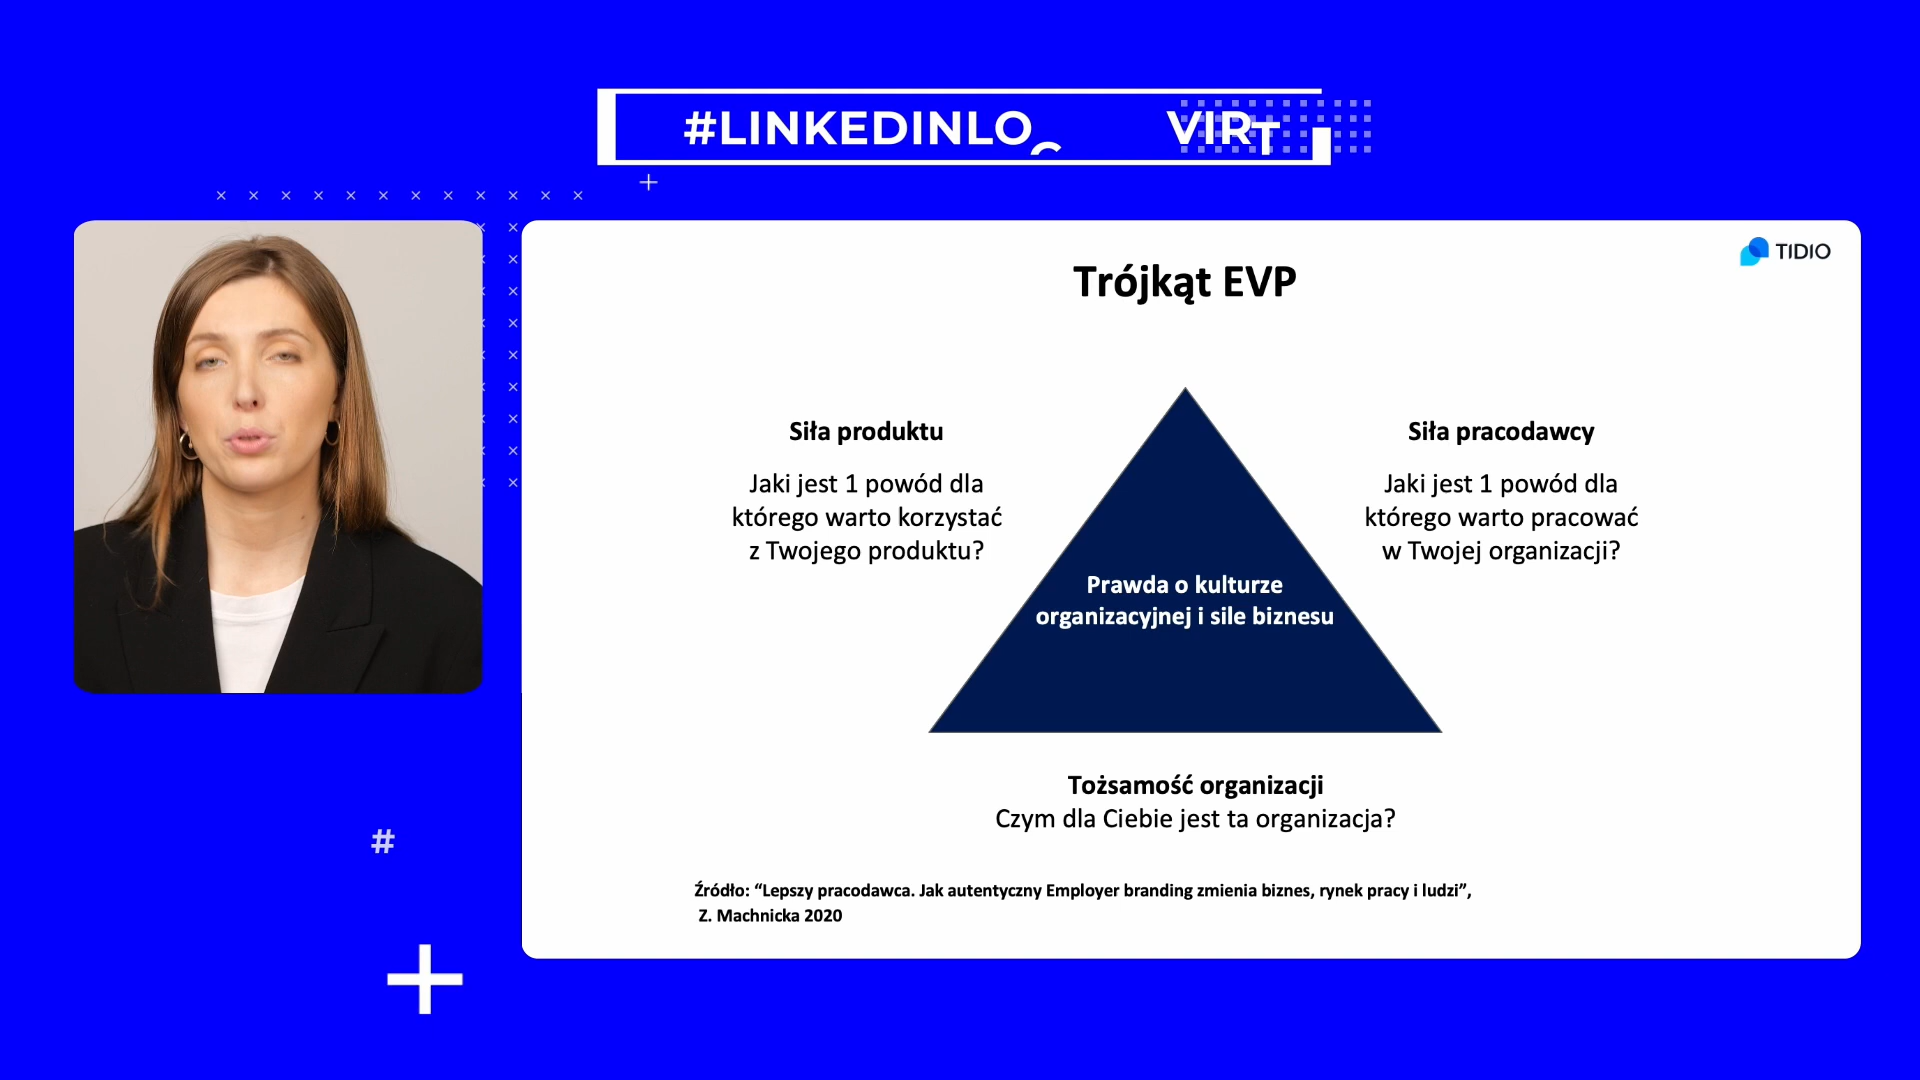 #LINKEDINLO VIRT
TIDIO
Trójkąt EVP
Siła produktu
Jaki jest 1 powód dla
którego warto korzystać
z Twojego produktu?
Siła pracodawcy
Jaki jest 1 powód dla
którego warto pracować
w Twojej organizacji?
Prawda o kulturze
organizacyjnej i sile biznesu
Tożsamość organizacji
Czym dla Ciebie jest ta organizacja?
Źródło: “Lepszy pracodawca. Jak autentyczny Employer branding zmienia biznes, rynek pracy i ludzi”,
Z. Machnicka 2020
#